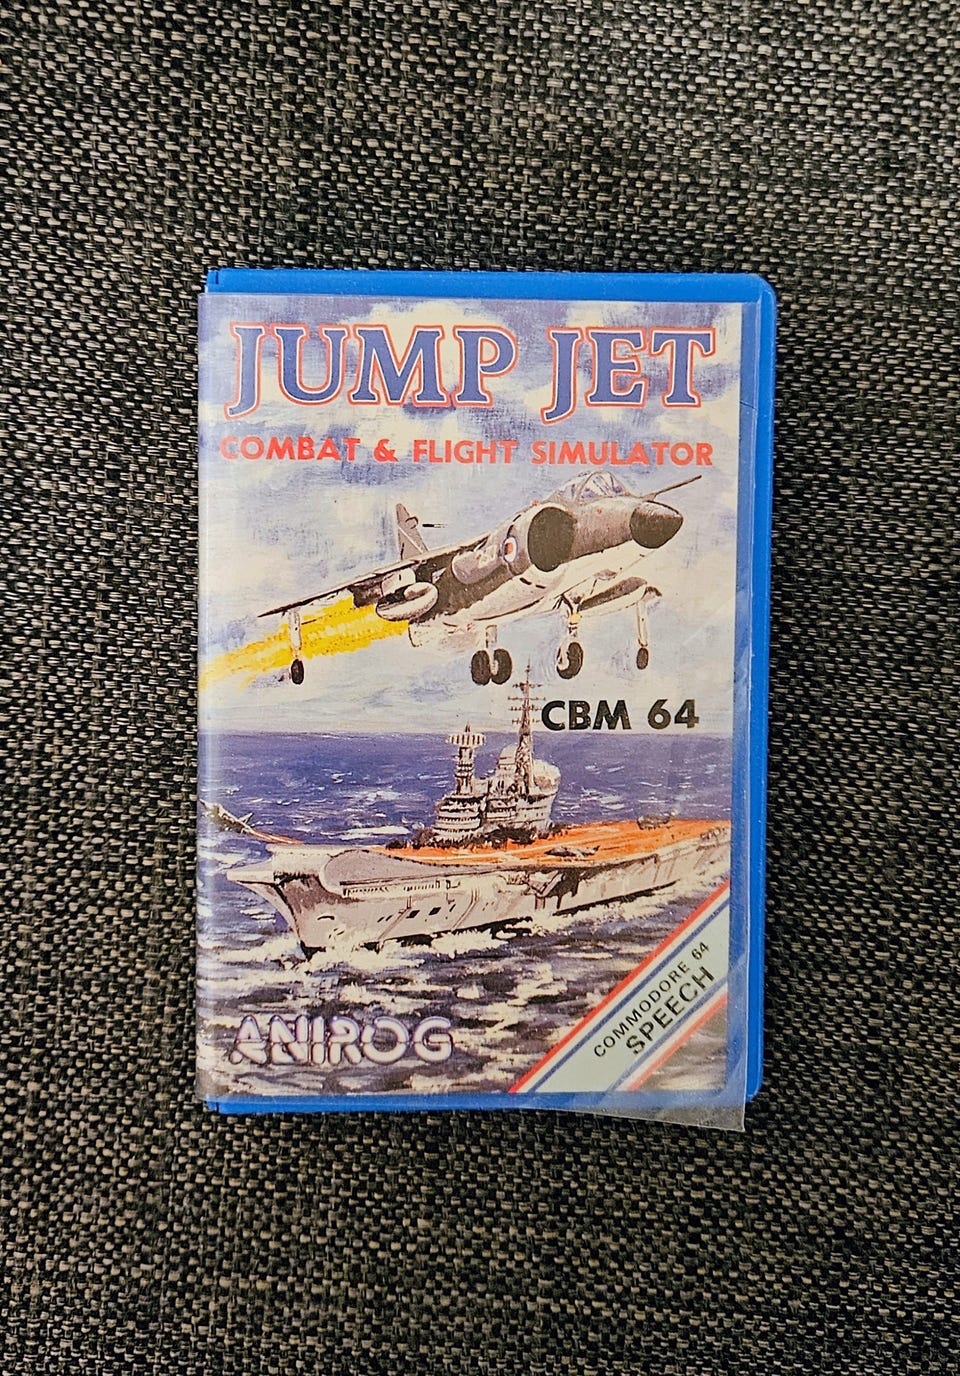 JUMP JET
COMBAT & FLIGHT SIMULATOR
CBM 64
COMMODORE 64
SPEECH
ANIROG